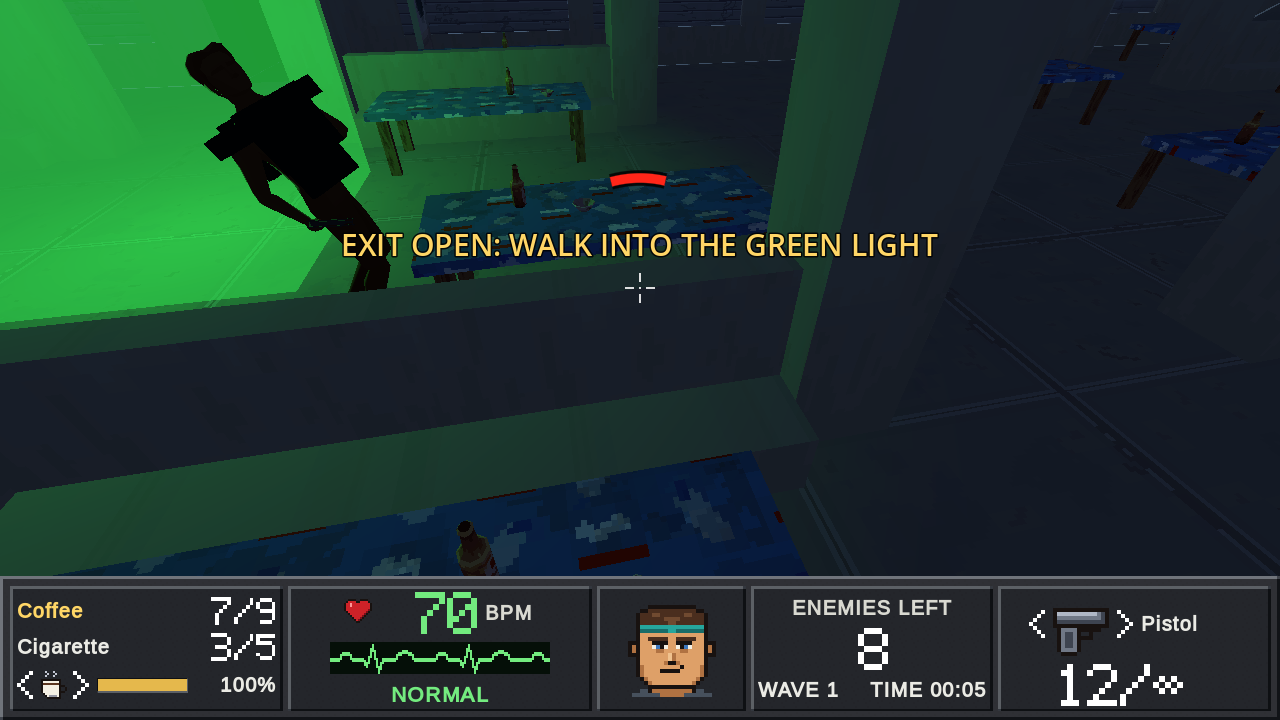 EXIT OPEN: WALK INTO THE GREEN LIGHT
Coffee 7/9
Cigarette 3/5
100%
70 BPM
NORMAL
ENEMIES LEFT
8
WAVE 1 TIME 00:05
Pistol
12/∞